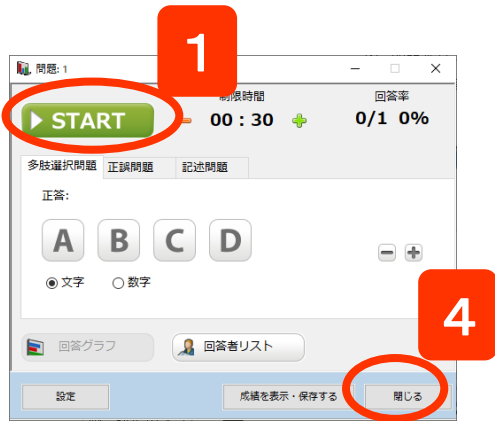 1
問題: 1
制限時間
回答率
START
00 : 30
0/1 0%
多肢選択問題 正誤問題 記述問題
正答:
A B C D
文字 数字
4
回答グラフ 回答者リスト
設定 成績を表示・保存する 閉じる